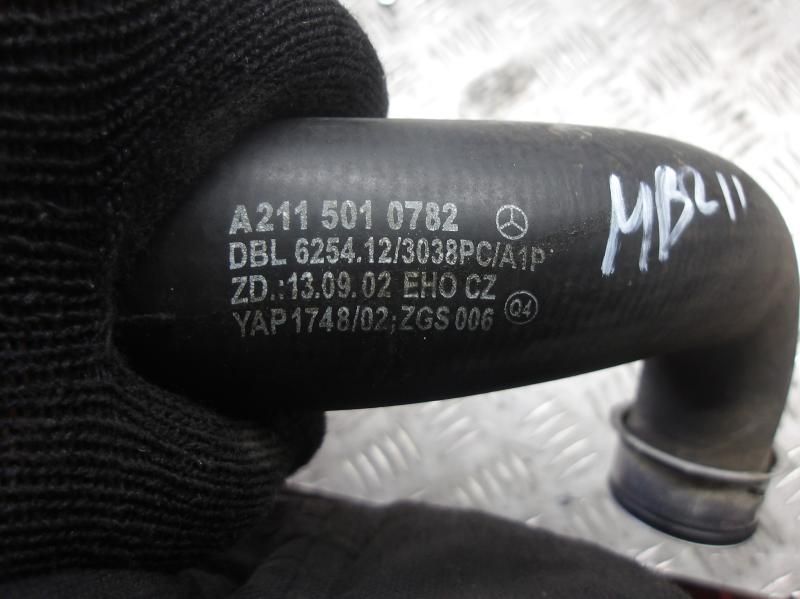 A 211 501 0782
DBL 6254.12/3038PC/A1P
ZD.:13.09.02 EHO CZ
YAP1748/02;ZGS 006 Q4
MB211